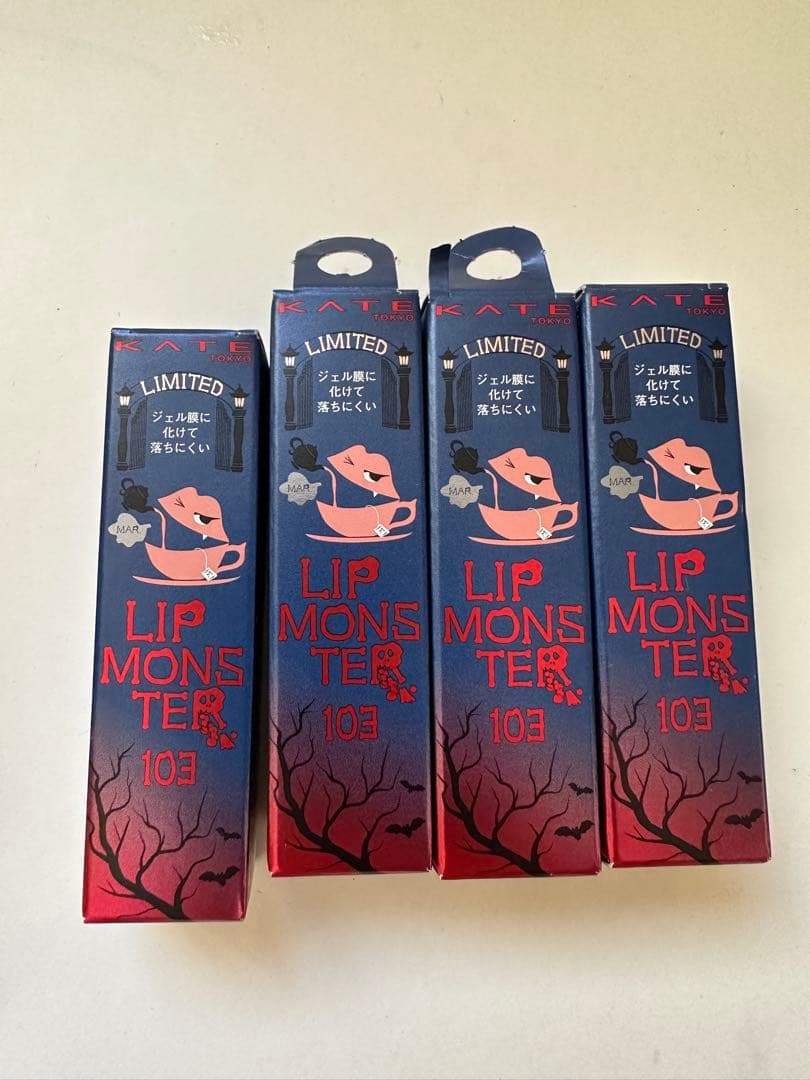 KATE
TOKYO
LIMITED
ジェル膜に
化けて
落ちにくい
MAR.
LIP
MONS
TER
103
KATE
TOKYO
LIMITED
ジェル膜に
化けて
落ちにくい
MAR.
LIP
MONS
TER
103
KATE
TOKYO
LIMITED
ジェル膜に
化けて
落ちにくい
MAR.
LIP
MONS
TER
103
KATE
TOKYO
LIMITED
ジェル膜に
化けて
落ちにくい
MAR.
LIP
MONS
TER
103